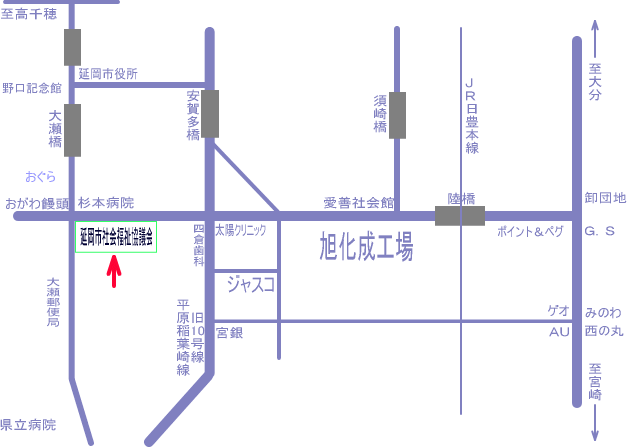 至高千穂
延岡市役所
野口記念館
大瀬橋
安賀多橋
須崎橋
JR日豊本線
至大分
おぐら
おがわ饅頭
杉本病院
愛善社会館
陸橋
卸団地
延岡市社会福祉協議会
四倉歯科
太陽クリニック
旭化成工場
ポイント&ペグ
G.S
ジャスコ
大瀬郵便局
平原稲葉崎線
旧10号線
宮銀
ゲオ
AU
みのわ
西の丸
至宮崎
県立病院